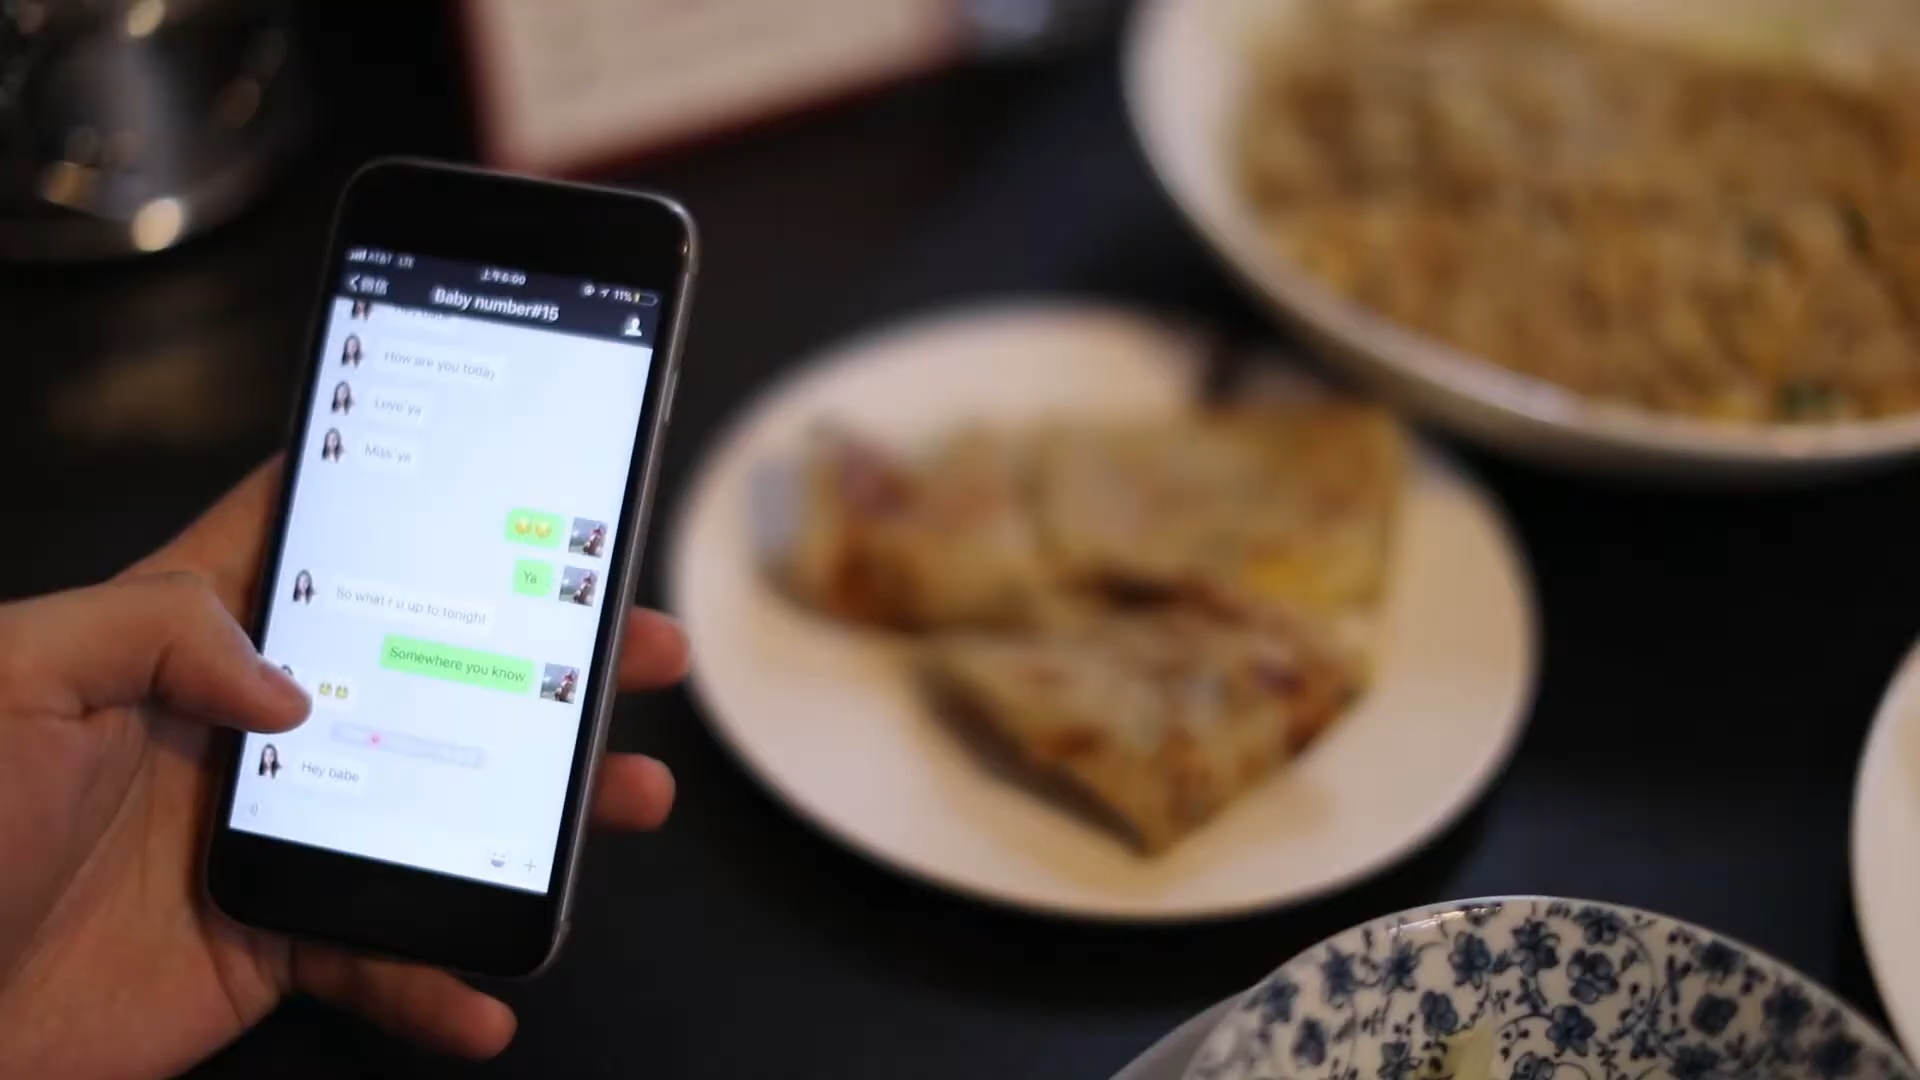 AT&T LTE
上午6:00
11%
微信
Baby number#15
How are you today
Love ya
Miss ya
Ya
So what r u up to tonight
Somewhere you know
Hey babe